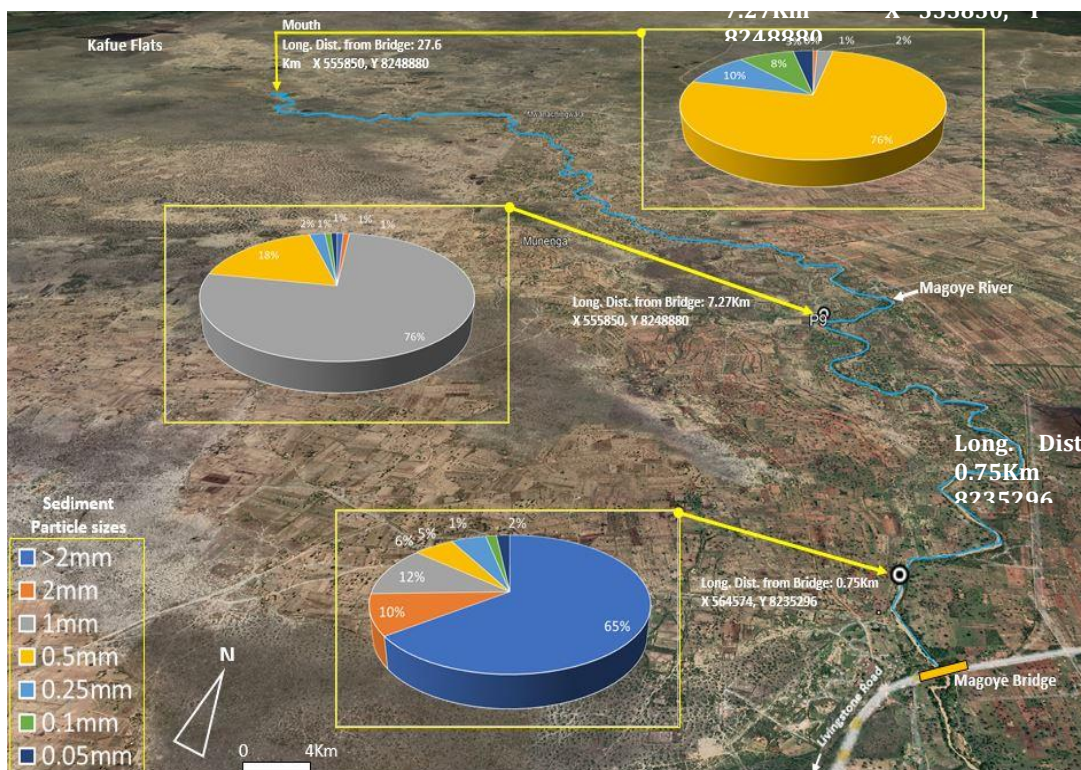 7.27Km X 555850, Y
8248880
Kafue Flats
Mouth
Long. Dist. from Bridge: 27.6
Km X 555850, Y 8248880
3% 0% 1% 2%
10% 8%
76%
Mwanachingwala
2% 1% 1% 1% 1%
18%
76%
Munenga
Magoye River
Long. Dist. from Bridge: 7.27Km
X 555850, Y 8248880
P9
Long. Dist
0.75Km
8235296
6% 5% 1% 2%
12%
10%
65%
Long. Dist. from Bridge: 0.75Km
X 564574, Y 8235296
Magoye Bridge
Livingstone Road
Sediment
Particle sizes
>2mm
2mm
1mm
0.5mm
0.25mm
0.1mm
0.05mm
N
0 4Km